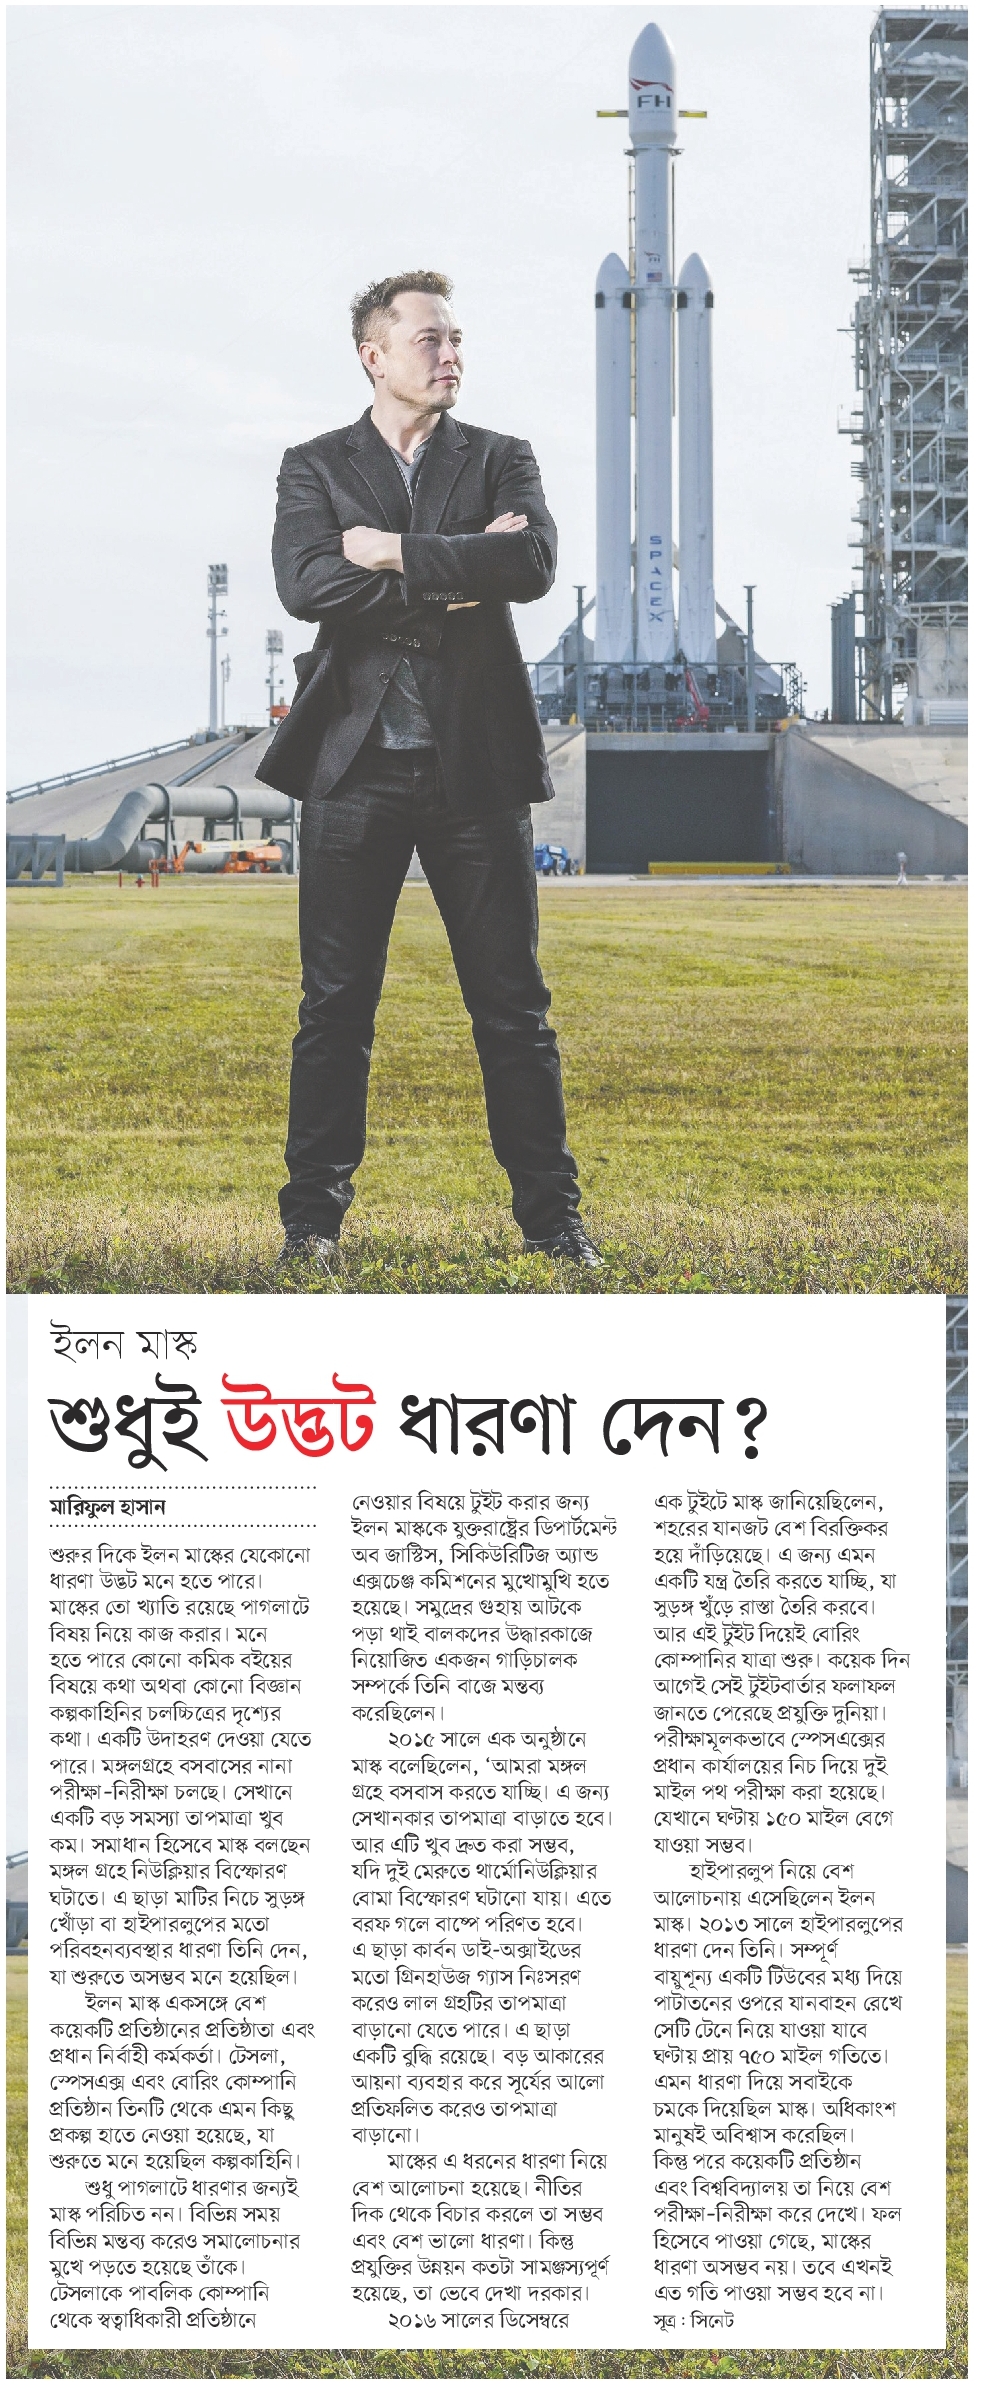 FH
FH
SPACEX
ইলন মাস্ক
শুধুই উদ্ভট ধারণা দেন?
মারিফুল হাসান
শুরুর দিকে ইলন মাস্কের যেকোনো
ধারণা উদ্ভট মনে হতে পারে।
মাস্কের তো খ্যাতি রয়েছে পাগলাটে
বিষয় নিয়ে কাজ করার। মনে
হতে পারে কোনো কমিক বইয়ের
বিষয়ে কথা অথবা কোনো বিজ্ঞান
কল্পকাহিনির চলচ্চিত্রের দৃশ্যের
কথা। একটি উদাহরণ দেওয়া যেতে
পারে। মঙ্গলগ্রহে বসবাসের নানা
পরীক্ষা-নিরীক্ষা চলছে। সেখানে
একটি বড় সমস্যা তাপমাত্রা খুব
কম। সমাধান হিসেবে মাস্ক বলছেন
মঙ্গল গ্রহে নিউক্লিয়ার বিস্ফোরণ
ঘটাতে। এ ছাড়া মাটির নিচে সুড়ঙ্গ
খোঁড়া বা হাইপারলুপের মতো
পরিবহনব্যবস্থার ধারণা তিনি দেন,
যা শুরুতে অসম্ভব মনে হয়েছিল।
ইলন মাস্ক একসঙ্গে বেশ
কয়েকটি প্রতিষ্ঠানের প্রতিষ্ঠাতা এবং
প্রধান নির্বাহী কর্মকর্তা। টেসলা,
স্পেসএক্স এবং বোরিং কোম্পানি
প্রতিষ্ঠান তিনটি থেকে এমন কিছু
প্রকল্প হাতে নেওয়া হয়েছে, যা
শুরুতে মনে হয়েছিল কল্পকাহিনি।
শুধু পাগলাটে ধারণার জন্যই
মাস্ক পরিচিত নন। বিভিন্ন সময়
বিভিন্ন মন্তব্য করেও সমালোচনার
মুখে পড়তে হয়েছে তাঁকে।
টেসলাকে পাবলিক কোম্পানি
থেকে স্বত্বাধিকারী প্রতিষ্ঠানে
নেওয়ার বিষয়ে টুইট করার জন্য
ইলন মাস্ককে যুক্তরাষ্ট্রের ডিপার্টমেন্ট
অব জাস্টিস, সিকিউরিটিজ অ্যান্ড
এক্সচেঞ্জ কমিশনের মুখোমুখি হতে
হয়েছে। সমুদ্রের গুহায় আটকে
পড়া থাই বালকদের উদ্ধারকাজে
নিয়োজিত একজন গাড়িচালক
সম্পর্কে তিনি বাজে মন্তব্য
করেছিলেন।
২০১৫ সালে এক অনুষ্ঠানে
মাস্ক বলেছিলেন, ‘আমরা মঙ্গল
গ্রহে বসবাস করতে যাচ্ছি। এ জন্য
সেখানকার তাপমাত্রা বাড়াতে হবে।
আর এটি খুব দ্রুত করা সম্ভব,
যদি দুই মেরুতে থার্মোনিউক্লিয়ার
বোমা বিস্ফোরণ ঘটানো যায়। এতে
বরফ গলে বাষ্পে পরিণত হবে।
এ ছাড়া কার্বন ডাই-অক্সাইডের
মতো গ্রিনহাউজ গ্যাস নিঃসরণ
করেও লাল গ্রহটির তাপমাত্রা
বাড়ানো যেতে পারে। এ ছাড়া
একটি বুদ্ধি রয়েছে। বড় আকারের
আয়না ব্যবহার করে সূর্যের আলো
প্রতিফলিত করেও তাপমাত্রা
বাড়ানো।
মাস্কের এ ধরনের ধারণা নিয়ে
বেশ আলোচনা হয়েছে। নীতির
দিক থেকে বিচার করলে তা সম্ভব
এবং বেশ ভালো ধারণা। কিন্তু
প্রযুক্তির উন্নয়ন কতটা সামঞ্জস্যপূর্ণ
হয়েছে, তা ভেবে দেখা দরকার।
২০১৬ সালের ডিসেম্বরে
এক টুইটে মাস্ক জানিয়েছিলেন,
শহরের যানজট বেশ বিরক্তিকর
হয়ে দাঁড়িয়েছে। এ জন্য এমন
একটি যন্ত্র তৈরি করতে যাচ্ছি, যা
সুড়ঙ্গ খুঁড়ে রাস্তা তৈরি করবে।
আর এই টুইট দিয়েই বোরিং
কোম্পানির যাত্রা শুরু। কয়েক দিন
আগেই সেই টুইটবার্তার ফলাফল
জানতে পেরেছে প্রযুক্তি দুনিয়া।
পরীক্ষামূলকভাবে স্পেসএক্সের
প্রধান কার্যালয়ের নিচ দিয়ে দুই
মাইল পথ পরীক্ষা করা হয়েছে।
যেখানে ঘণ্টায় ১৫০ মাইল বেগে
যাওয়া সম্ভব।
হাইপারলুপ নিয়ে বেশ
আলোচনায় এসেছিলেন ইলন
মাস্ক। ২০১৩ সালে হাইপারলুপের
ধারণা দেন তিনি। সম্পূর্ণ
বায়ুশূন্য একটি টিউবের মধ্য দিয়ে
পাটাতনের ওপরে যানবাহন রেখে
সেটি টেনে নিয়ে যাওয়া যাবে
ঘণ্টায় প্রায় ৭৫০ মাইল গতিতে।
এমন ধারণা দিয়ে সবাইকে
চমকে দিয়েছিল মাস্ক। অধিকাংশ
মানুষই অবিশ্বাস করেছিল।
কিন্তু পরে কয়েকটি প্রতিষ্ঠান
এবং বিশ্ববিদ্যালয় তা নিয়ে বেশ
পরীক্ষা-নিরীক্ষা করে দেখে। ফল
হিসেবে পাওয়া গেছে, মাস্কের
ধারণা অসম্ভব নয়। তবে এখনই
এত গতি পাওয়া সম্ভব হবে না।
সূত্র : সিনেট